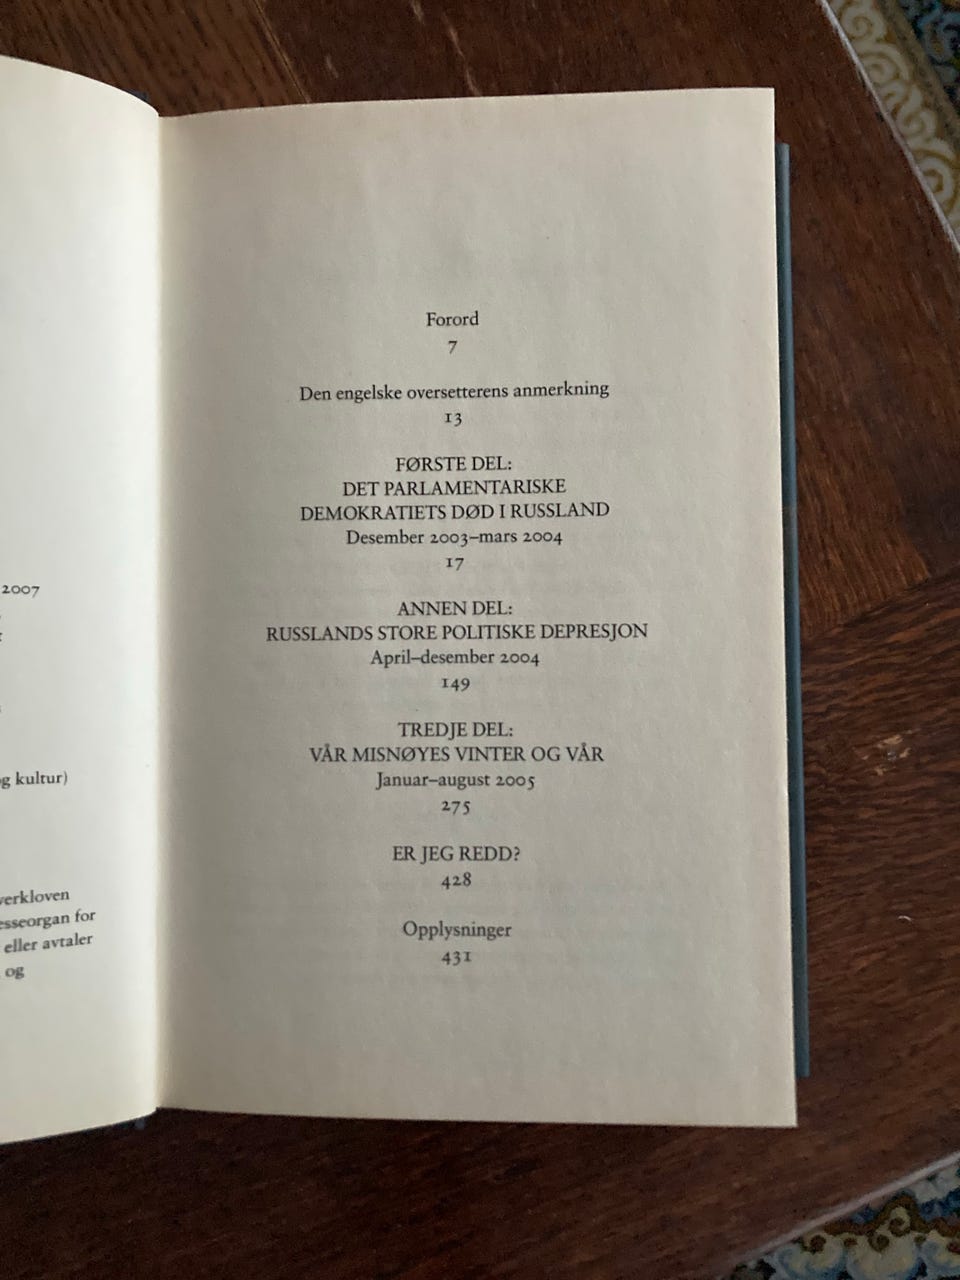 2007
g kultur)
verkloven
esseorgan for
eller avtaler
og
Forord
7
Den engelske oversetterens anmerkning
13
FØRSTE DEL:
DET PARLAMENTARISKE
DEMOKRATIETS DØD I RUSSLAND
Desember 2003–mars 2004
17
ANNEN DEL:
RUSSLANDS STORE POLITISKE DEPRESJON
April–desember 2004
149
TREDJE DEL:
VÅR MISNØYES VINTER OG VÅR
Januar–august 2005
275
ER JEG REDD?
428
Opplysninger
431